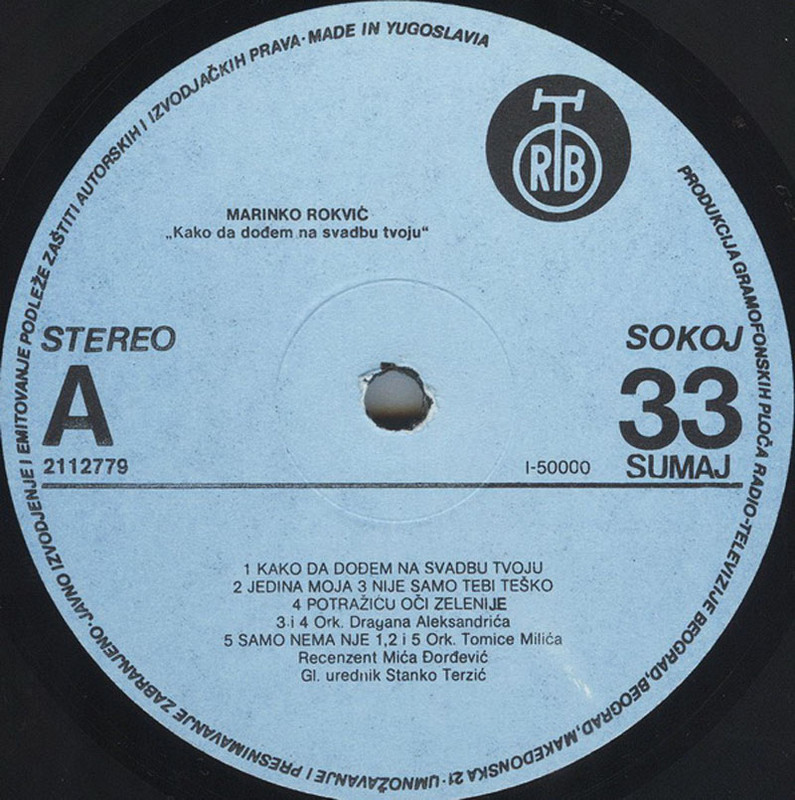 PRODUKCIJA GRAMOFONSKIH PLOČA RADIO-TELEVIZIJE BEOGRAD, BEOGRAD, MAKEDONSKA 21 · UMNOŽAVANJE I PRESNIMAVANJE ZABRANJENO · JAVNO IZVODJENJE I EMITOVANJE PODLEŽE ZAŠTITI AUTORSKIH I IZVODJAČKIH PRAVA · MADE IN YUGOSLAVIA
RTB
MARINKO ROKVIĆ
„Kako da dođem na svadbu tvoju“
STEREO
SOKOJ
A
33
2112779
I-50000
SUMAJ
1 KAKO DA DOĐEM NA SVADBU TVOJU
2 JEDINA MOJA 3 NIJE SAMO TEBI TEŠKO
4 POTRAŽIĆU OČI ZELENIJE
3 i 4 Ork. Dragana Aleksandrića
5 SAMO NEMA NJE 1,2 i 5 Ork. Tomice Milića
Recenzent Mića Đorđević
Gl. urednik Stanko Terzić